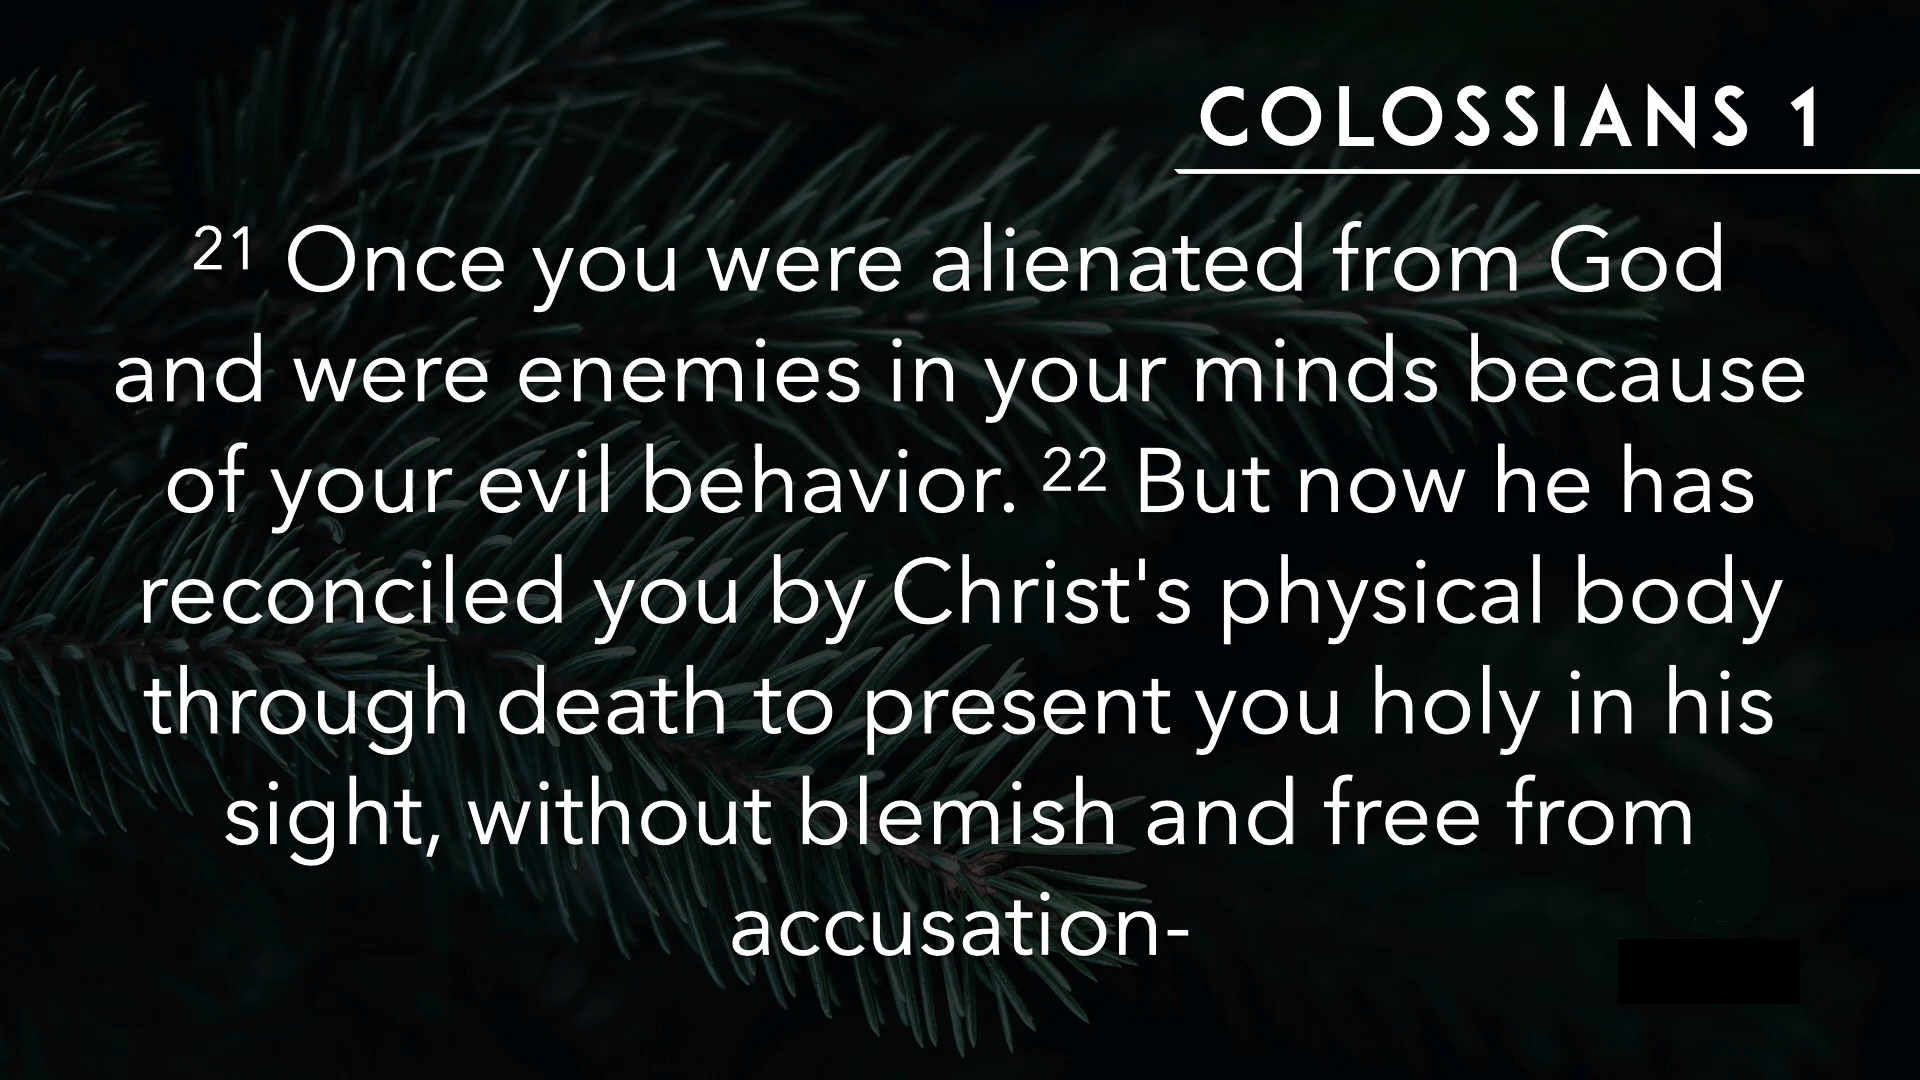 COLOSSIANS 1
21 Once you were alienated from God
and were enemies in your minds because
of your evil behavior. 22 But now he has
reconciled you by Christ's physical body
through death to present you holy in his
sight, without blemish and free from
accusation-